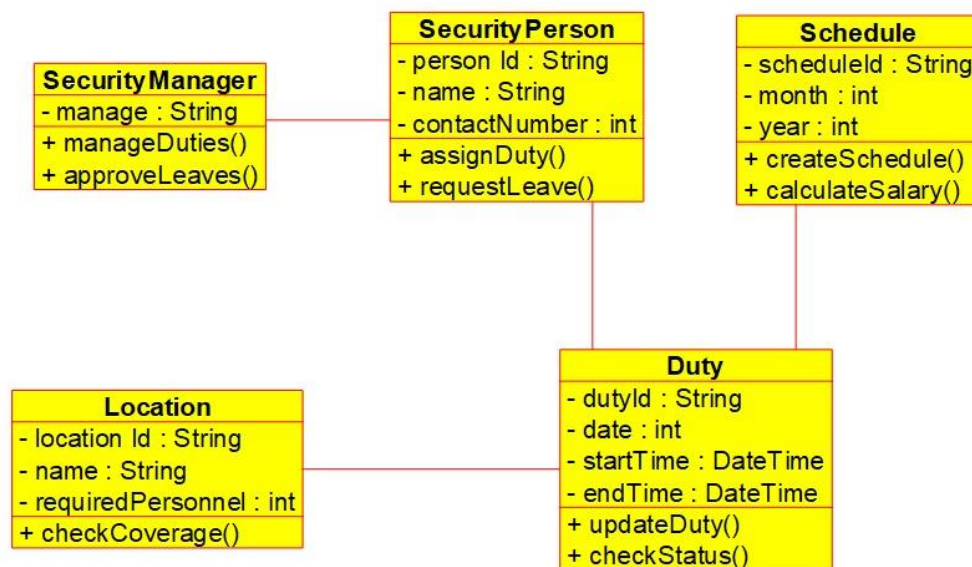 SecurityManager
- manage : String
+ manageDuties()
+ approveLeaves()
SecurityPerson
- person Id : String
- name : String
- contactNumber : int
+ assignDuty()
+ requestLeave()
Schedule
- scheduleId : String
- month : int
- year : int
+ createSchedule()
+ calculateSalary()
Location
- location Id : String
- name : String
- requiredPersonnel : int
+ checkCoverage()
Duty
- dutyId : String
- date : int
- startTime : DateTime
- endTime : DateTime
+ updateDuty()
+ checkStatus()